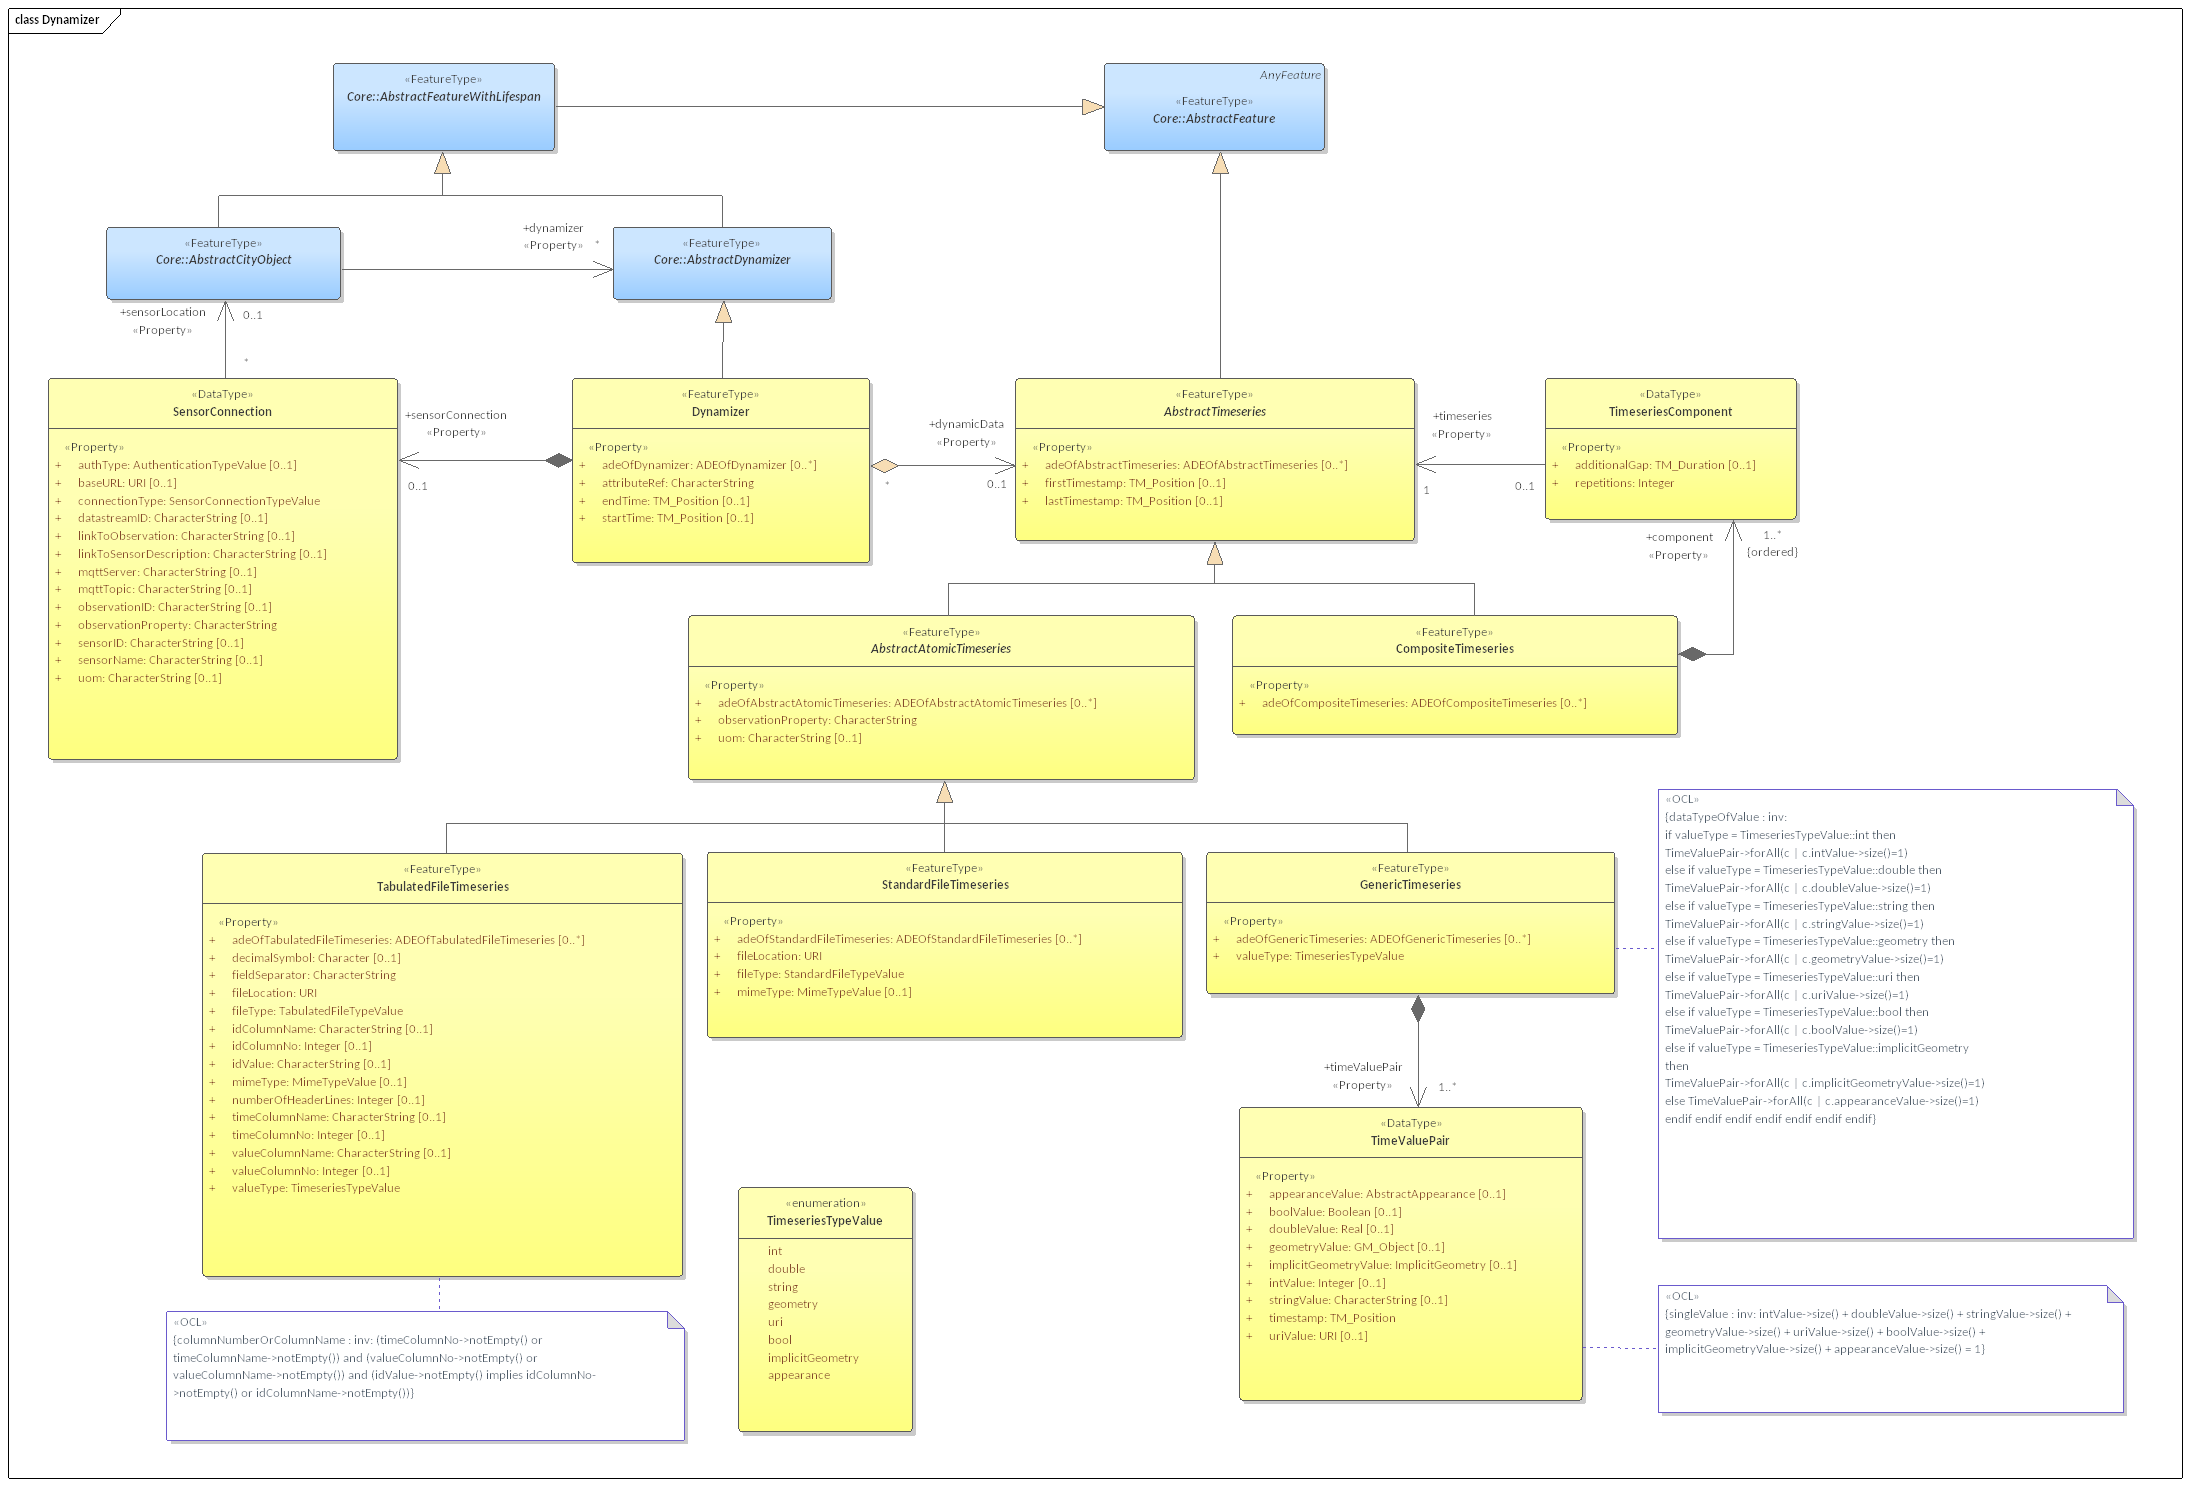 class Dynamizer
«FeatureType»
Core::AbstractFeatureWithLifespan
AnyFeature
«FeatureType»
Core::AbstractFeature
«FeatureType»
Core::AbstractCityObject
+dynamizer
«Property» *
«FeatureType»
Core::AbstractDynamizer
+sensorLocation
«Property»
0..1
*
«DataType»
SensorConnection
«Property»
+ authType: AuthenticationTypeValue [0..1]
+ baseURL: URI [0..1]
+ connectionType: SensorConnectionTypeValue
+ datastreamID: CharacterString [0..1]
+ linkToObservation: CharacterString [0..1]
+ linkToSensorDescription: CharacterString [0..1]
+ mqttServer: CharacterString [0..1]
+ mqttTopic: CharacterString [0..1]
+ observationID: CharacterString [0..1]
+ observationProperty: CharacterString
+ sensorID: CharacterString [0..1]
+ sensorName: CharacterString [0..1]
+ uom: CharacterString [0..1]
+sensorConnection
«Property»
0..1
«FeatureType»
Dynamizer
«Property»
+ adeOfDynamizer: ADEOfDynamizer [0..*]
+ attributeRef: CharacterString
+ endTime: TM_Position [0..1]
+ startTime: TM_Position [0..1]
+dynamicData
«Property»
*
0..1
«FeatureType»
AbstractTimeseries
«Property»
+ adeOfAbstractTimeseries: ADEOfAbstractTimeseries [0..*]
+ firstTimestamp: TM_Position [0..1]
+ lastTimestamp: TM_Position [0..1]
+timeseries
«Property»
1
0..1
«DataType»
TimeseriesComponent
«Property»
+ additionalGap: TM_Duration [0..1]
+ repetitions: Integer
+component
«Property»
1..*
{ordered}
«FeatureType»
AbstractAtomicTimeseries
«Property»
+ adeOfAbstractAtomicTimeseries: ADEOfAbstractAtomicTimeseries [0..*]
+ observationProperty: CharacterString
+ uom: CharacterString [0..1]
«FeatureType»
CompositeTimeseries
«Property»
+ adeOfCompositeTimeseries: ADEOfCompositeTimeseries [0..*]
«FeatureType»
TabulatedFileTimeseries
«Property»
+ adeOfTabulatedFileTimeseries: ADEOfTabulatedFileTimeseries [0..*]
+ decimalSymbol: Character [0..1]
+ fieldSeparator: CharacterString
+ fileLocation: URI
+ fileType: TabulatedFileTypeValue
+ idColumnName: CharacterString [0..1]
+ idColumnNo: Integer [0..1]
+ idValue: CharacterString [0..1]
+ mimeType: MimeTypeValue [0..1]
+ numberOfHeaderLines: Integer [0..1]
+ timeColumnName: CharacterString [0..1]
+ timeColumnNo: Integer [0..1]
+ valueColumnName: CharacterString [0..1]
+ valueColumnNo: Integer [0..1]
+ valueType: TimeseriesTypeValue
«FeatureType»
StandardFileTimeseries
«Property»
+ adeOfStandardFileTimeseries: ADEOfStandardFileTimeseries [0..*]
+ fileLocation: URI
+ fileType: StandardFileTypeValue
+ mimeType: MimeTypeValue [0..1]
«FeatureType»
GenericTimeseries
«Property»
+ adeOfGenericTimeseries: ADEOfGenericTimeseries [0..*]
+ valueType: TimeseriesTypeValue
«OCL»
{dataTypeOfValue : inv:
if valueType = TimeseriesTypeValue::int then
TimeValuePair->forAll(c | c.intValue->size()=1)
else if valueType = TimeseriesTypeValue::double then
TimeValuePair->forAll(c | c.doubleValue->size()=1)
else if valueType = TimeseriesTypeValue::string then
TimeValuePair->forAll(c | c.stringValue->size()=1)
else if valueType = TimeseriesTypeValue::geometry then
TimeValuePair->forAll(c | c.geometryValue->size()=1)
else if valueType = TimeseriesTypeValue::uri then
TimeValuePair->forAll(c | c.uriValue->size()=1)
else if valueType = TimeseriesTypeValue::bool then
TimeValuePair->forAll(c | c.boolValue->size()=1)
else if valueType = TimeseriesTypeValue::implicitGeometry
then
TimeValuePair->forAll(c | c.implicitGeometryValue->size()=1)
else TimeValuePair->forAll(c | c.appearanceValue->size()=1)
endif endif endif endif endif endif endif}
+timeValuePair
«Property»
1..*
«DataType»
TimeValuePair
«Property»
+ appearanceValue: AbstractAppearance [0..1]
+ boolValue: Boolean [0..1]
+ doubleValue: Real [0..1]
+ geometryValue: GM_Object [0..1]
+ implicitGeometryValue: ImplicitGeometry [0..1]
+ intValue: Integer [0..1]
+ stringValue: CharacterString [0..1]
+ timestamp: TM_Position
+ uriValue: URI [0..1]
«enumeration»
TimeseriesTypeValue
int
double
string
geometry
uri
bool
implicitGeometry
appearance
«OCL»
{columnNumberOrColumnName : inv: (timeColumnNo->notEmpty() or
timeColumnName->notEmpty()) and (valueColumnNo->notEmpty() or
valueColumnName->notEmpty()) and (idValue->notEmpty() implies idColumnNo-
>notEmpty() or idColumnName->notEmpty())}
«OCL»
{singleValue : inv: intValue->size() + doubleValue->size() + stringValue->size() +
geometryValue->size() + uriValue->size() + boolValue->size() +
implicitGeometryValue->size() + appearanceValue->size() = 1}